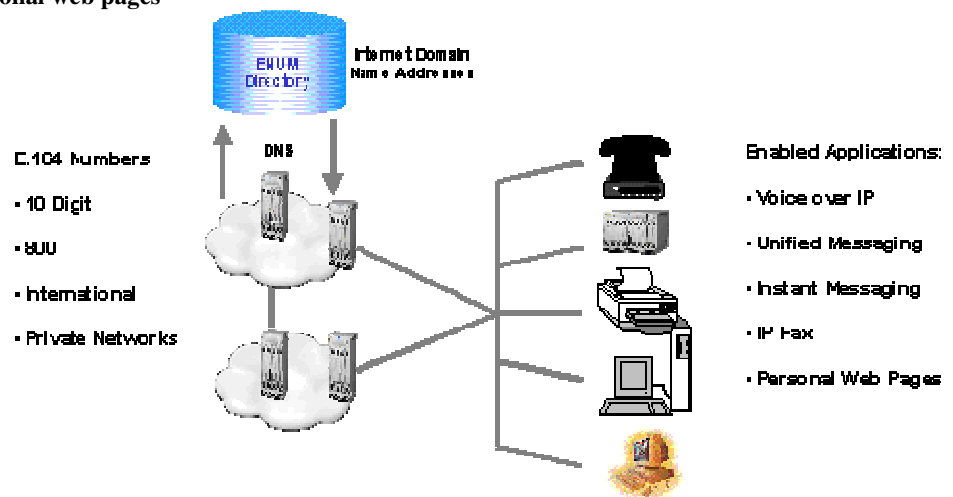 onal web pages
ENUM
Directory
Internet Domain
Name Addresses
DNS
E.164 Numbers
• 10 Digit
• 800
• International
• Private Networks
Enabled Applications:
• Voice over IP
• Unified Messaging
• Instant Messaging
• IP Fax
• Personal Web Pages